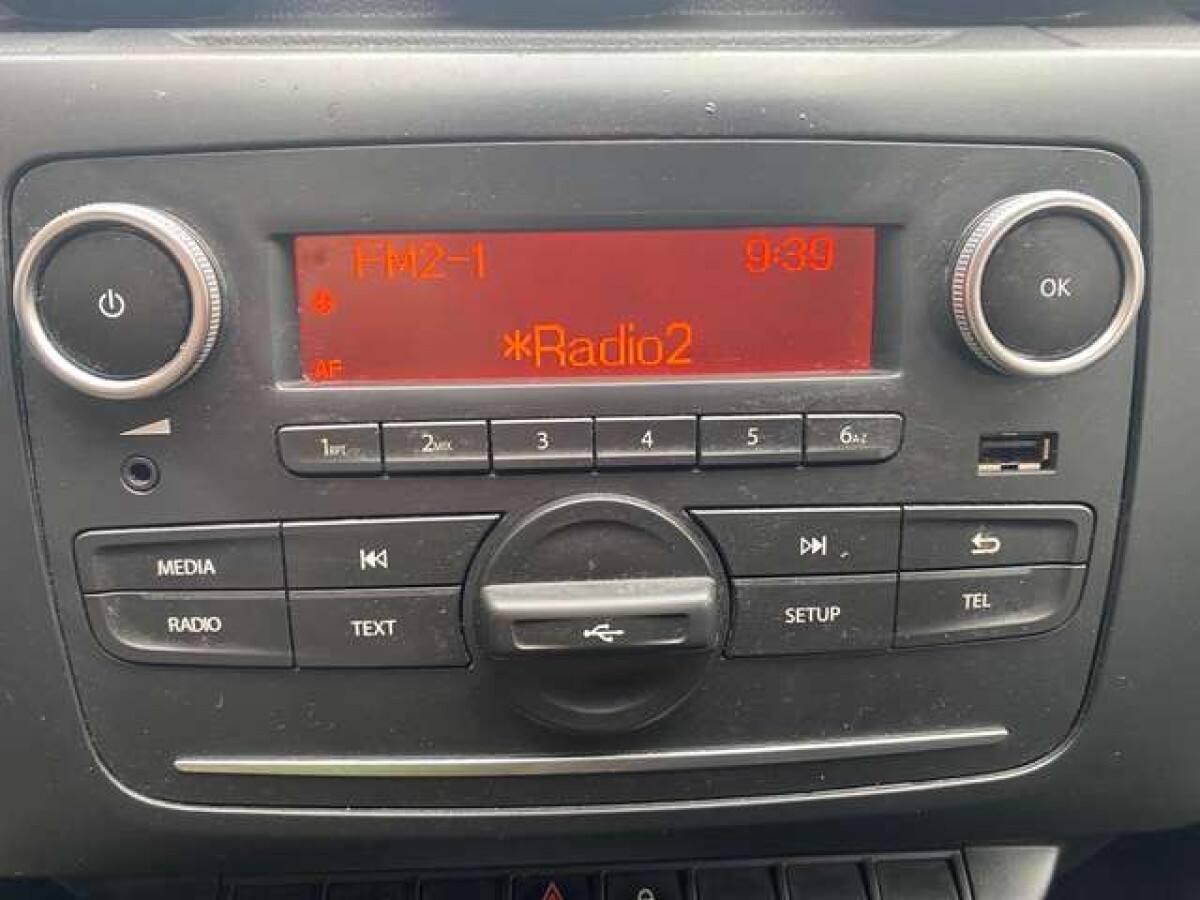 FM2-1 9:39
*Radio2
AF
OK
1RPT 2MIX 3 4 5 6A-Z
MEDIA
RADIO TEXT SETUP TEL